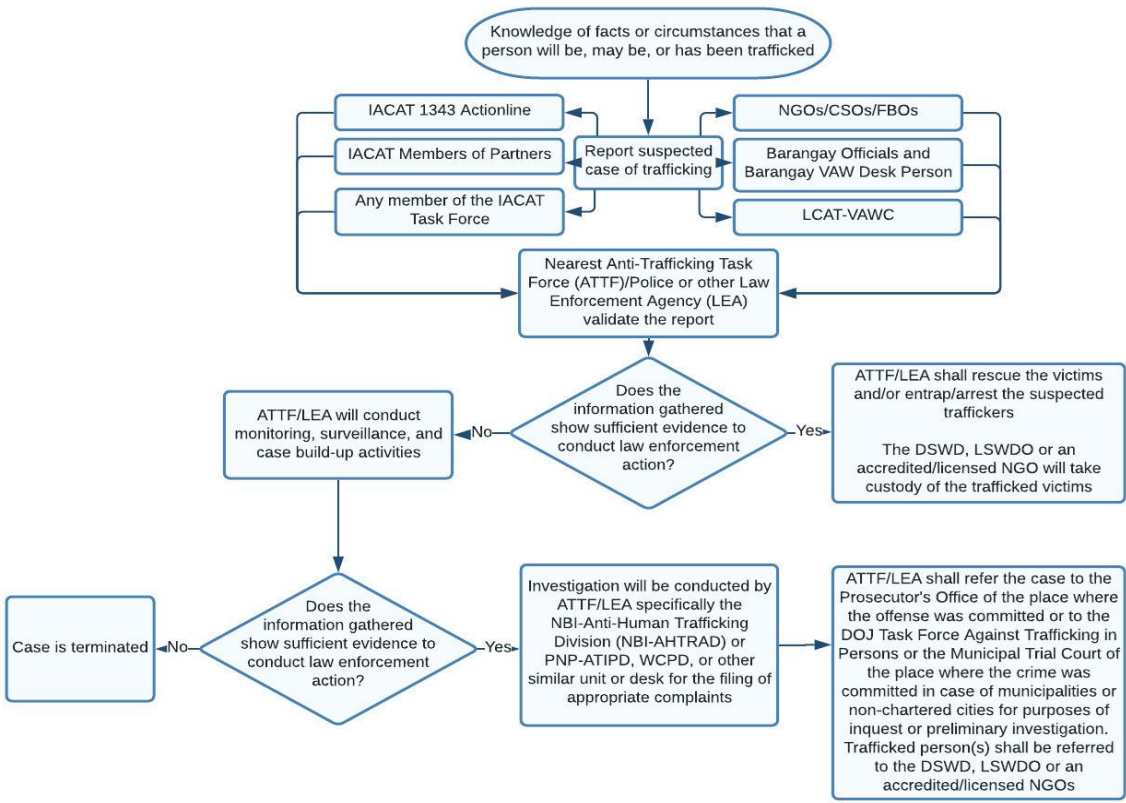 Knowledge of facts or circumstances that a
person will be, may be, or has been trafficked
IACAT 1343 Actionline
NGOs/CSOs/FBOs
IACAT Members of Partners
Report suspected
case of trafficking
Barangay Officials and
Barangay VAW Desk Person
Any member of the IACAT
Task Force
LCAT-VAWC
Nearest Anti-Trafficking Task
Force (ATTF)/Police or other Law
Enforcement Agency (LEA)
validate the report
Does the
information gathered
show sufficient evidence to
conduct law enforcement
action?
No
Yes
ATTF/LEA will conduct
monitoring, surveillance, and
case build-up activities
ATTF/LEA shall rescue the victims
and/or entrap/arrest the suspected
traffickers
The DSWD, LSWDO or an
accredited/licensed NGO will take
custody of the trafficked victims
Case is terminated
No
Does the
information gathered
show sufficient evidence to
conduct law enforcement
action?
Yes
Investigation will be conducted by
ATTF/LEA specifically the
NBI-Anti-Human Trafficking
Division (NBI-AHTRAD) or
PNP-ATIPD, WCPD, or other
similar unit or desk for the filing of
appropriate complaints
ATTF/LEA shall refer the case to the
Prosecutor's Office of the place where
the offense was committed or to the
DOJ Task Force Against Trafficking in
Persons or the Municipal Trial Court of
the place where the crime was
committed in case of municipalities or
non-chartered cities for purposes of
inquest or preliminary investigation.
Trafficked person(s) shall be referred
to the DSWD, LSWDO or an
accredited/licensed NGOs